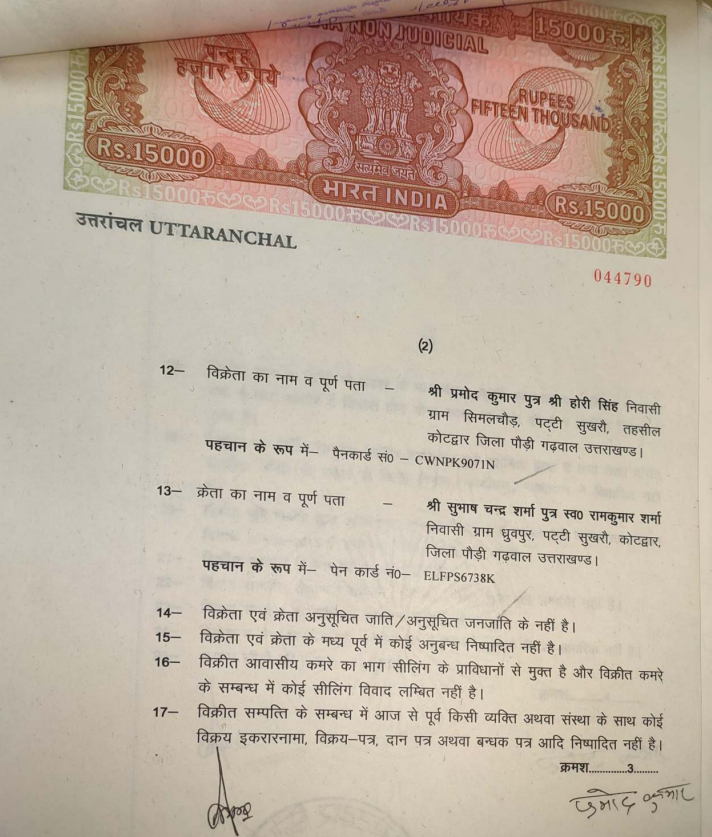 NON JUDICIAL
15000रु.
पन्द्रह
हज़ार रुपये
RUPEES
FIFTEEN THOUSAND
Rs.15000
सत्यमेव जयते
भारत INDIA
Rs.15000
उत्तरांचल UTTARANCHAL
044790
(2)
12– विक्रेता का नाम व पूर्ण पता – श्री प्रमोद कुमार पुत्र श्री होरी सिंह निवासी
ग्राम सिमलचौड़, पट्टी सुखरौ, तहसील
कोटद्वार जिला पौड़ी गढ़वाल उत्तराखण्ड।
पहचान के रूप में– पैनकार्ड सं0 – CWNPK9071N
13– क्रेता का नाम व पूर्ण पता – श्री सुभाष चन्द्र शर्मा पुत्र स्व0 रामकुमार शर्मा
निवासी ग्राम ध्रुवपुर, पट्टी सुखरौ, कोटद्वार,
जिला पौड़ी गढ़वाल उत्तराखण्ड।
पहचान के रूप में– पेन कार्ड नं0– ELFPS6738K
14– विक्रेता एवं क्रेता अनुसूचित जाति/अनुसूचित जनजाति के नहीं है।
15– विक्रेता एवं क्रेता के मध्य पूर्व में कोई अनुबन्ध निष्पादित नहीं है।
16– विक्रीत आवासीय कमरे का भाग सीलिंग के प्राविधानों से मुक्त है और विक्रीत कमरे
के सम्बन्ध में कोई सीलिंग विवाद लम्बित नहीं है।
17– विक्रीत सम्पत्ति के सम्बन्ध में आज से पूर्व किसी व्यक्ति अथवा संस्था के साथ कोई
विक्रय इकरारनामा, विक्रय–पत्र, दान पत्र अथवा बन्धक पत्र आदि निष्पादित नहीं है।
क्रमश..............3.........
प्रमोद कुमार